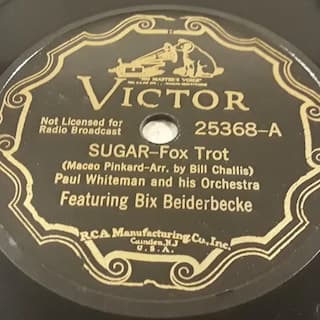 "HIS MASTER'S VOICE"
VICTOR
Not Licensed for
Radio Broadcast
25368-A
SUGAR-Fox Trot
(Maceo Pinkard-Arr. by Bill Challis)
Paul Whiteman and his Orchestra
Featuring Bix Beiderbecke
RCA Manufacturing Co., Inc.
Camden, N.J.
U.S.A.